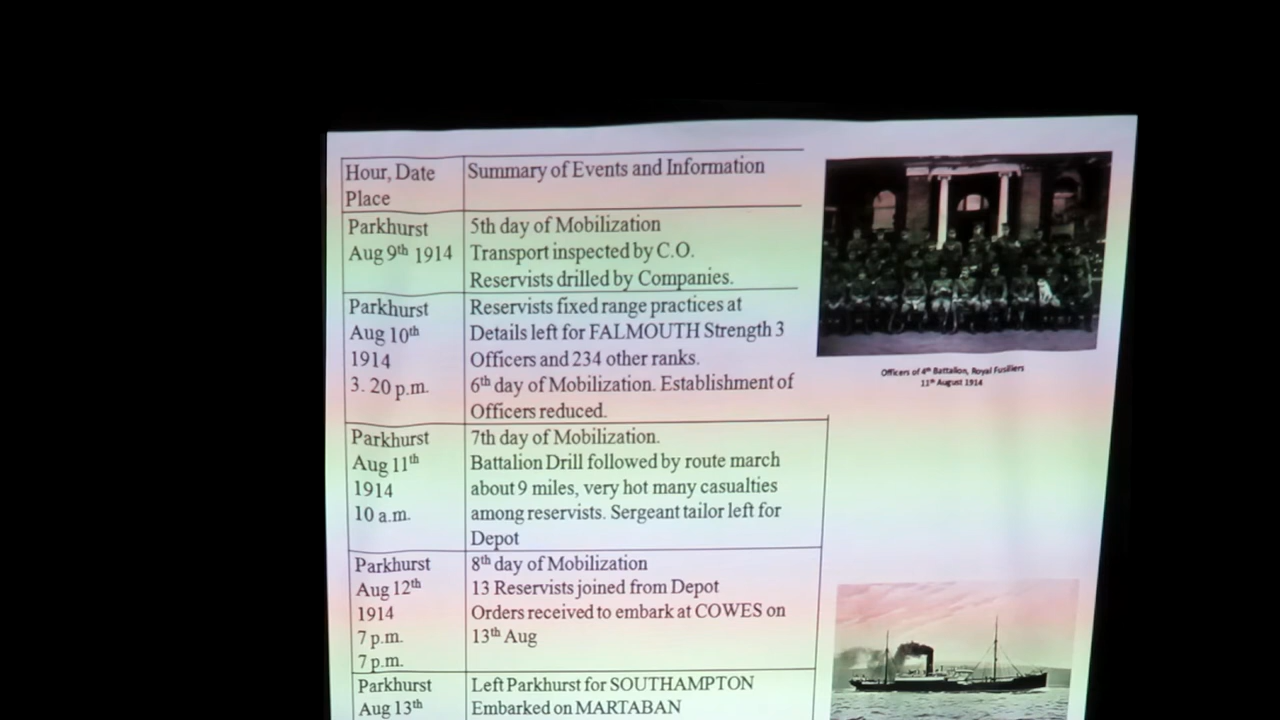 Hour, Date
Place
Summary of Events and Information
Parkhurst
Aug 9th 1914
5th day of Mobilization
Transport inspected by C.O.
Reservists drilled by Companies.
Parkhurst
Aug 10th
1914
3. 20 p.m.
Reservists fixed range practices at
Details left for FALMOUTH Strength 3
Officers and 234 other ranks.
6th day of Mobilization. Establishment of
Officers reduced.
Parkhurst
Aug 11th
1914
10 a.m.
7th day of Mobilization.
Battalion Drill followed by route march
about 9 miles, very hot many casualties
among reservists. Sergeant tailor left for
Depot
Parkhurst
Aug 12th
1914
7 p.m.
7 p.m.
8th day of Mobilization
13 Reservists joined from Depot
Orders received to embark at COWES on
13th Aug
Parkhurst
Aug 13th
Left Parkhurst for SOUTHAMPTON
Embarked on MARTABAN
Officers of 4th Battalion, Royal Fusiliers
11th August 1914